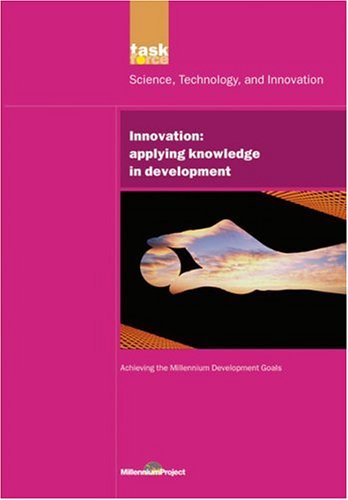 task
force
Science, Technology, and Innovation
Innovation:
applying knowledge
in development
Achieving the Millennium Development Goals
MillenniumProject